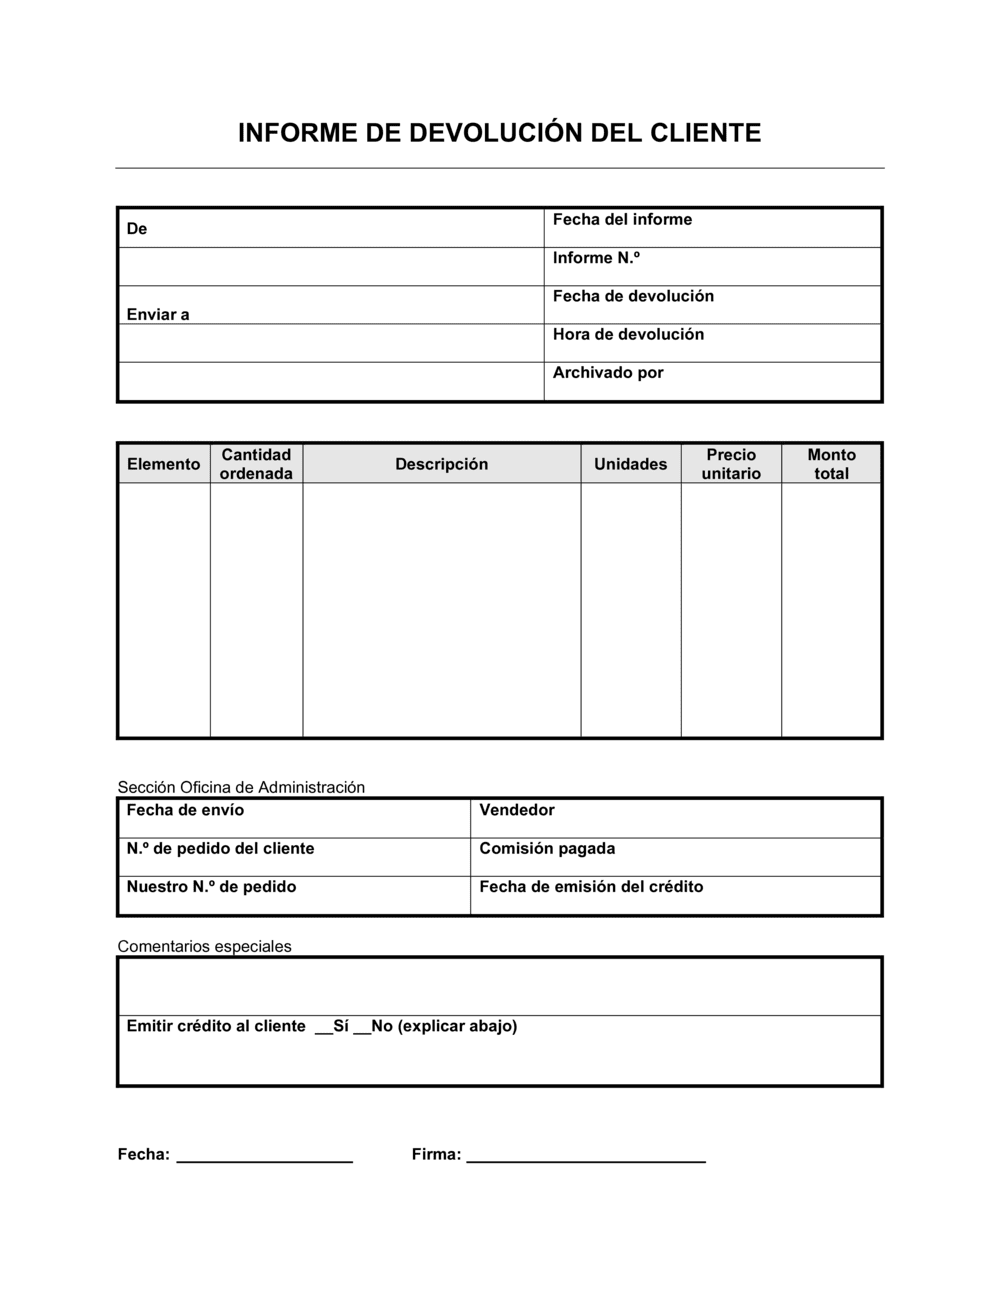 INFORME DE DEVOLUCIÓN DEL CLIENTE
De
Fecha del informe
Informe N.º
Enviar a
Fecha de devolución
Hora de devolución
Archivado por
Elemento
Cantidad
ordenada
Descripción
Unidades
Precio
unitario
Monto
total
Sección Oficina de Administración
Fecha de envío
Vendedor
N.º de pedido del cliente
Comisión pagada
Nuestro N.º de pedido
Fecha de emisión del crédito
Comentarios especiales
Emitir crédito al cliente __Sí __No (explicar abajo)
Fecha: ____________________ Firma: ___________________________